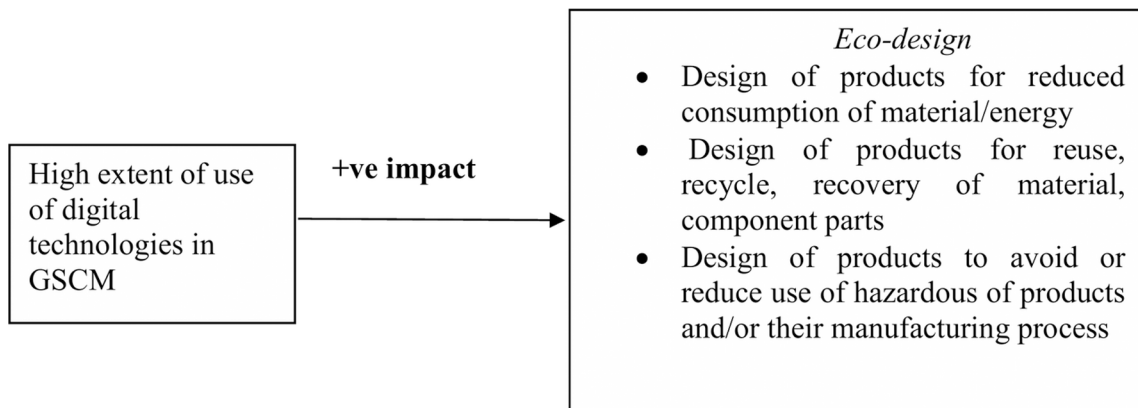 High extent of use
of digital
technologies in
GSCM
+ve impact
Eco-design
• Design of products for reduced
consumption of material/energy
• Design of products for reuse,
recycle, recovery of material,
component parts
• Design of products to avoid or
reduce use of hazardous of products
and/or their manufacturing process